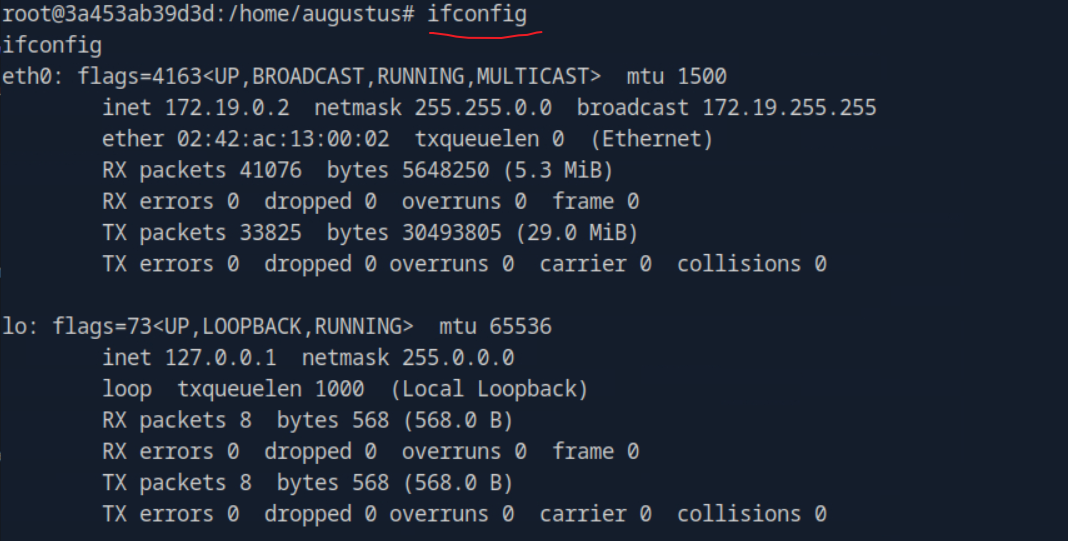 root@3a453ab39d3d:/home/augustus# ifconfig
ifconfig
eth0: flags=4163<UP,BROADCAST,RUNNING,MULTICAST>  mtu 1500
        inet 172.19.0.2  netmask 255.255.0.0  broadcast 172.19.255.255
        ether 02:42:ac:13:00:02  txqueuelen 0  (Ethernet)
        RX packets 41076  bytes 5648250 (5.3 MiB)
        RX errors 0  dropped 0  overruns 0  frame 0
        TX packets 33825  bytes 30493805 (29.0 MiB)
        TX errors 0  dropped 0 overruns 0  carrier 0  collisions 0

lo: flags=73<UP,LOOPBACK,RUNNING>  mtu 65536
        inet 127.0.0.1  netmask 255.0.0.0
        loop  txqueuelen 1000  (Local Loopback)
        RX packets 8  bytes 568 (568.0 B)
        RX errors 0  dropped 0  overruns 0  frame 0
        TX packets 8  bytes 568 (568.0 B)
        TX errors 0  dropped 0 overruns 0  carrier 0  collisions 0